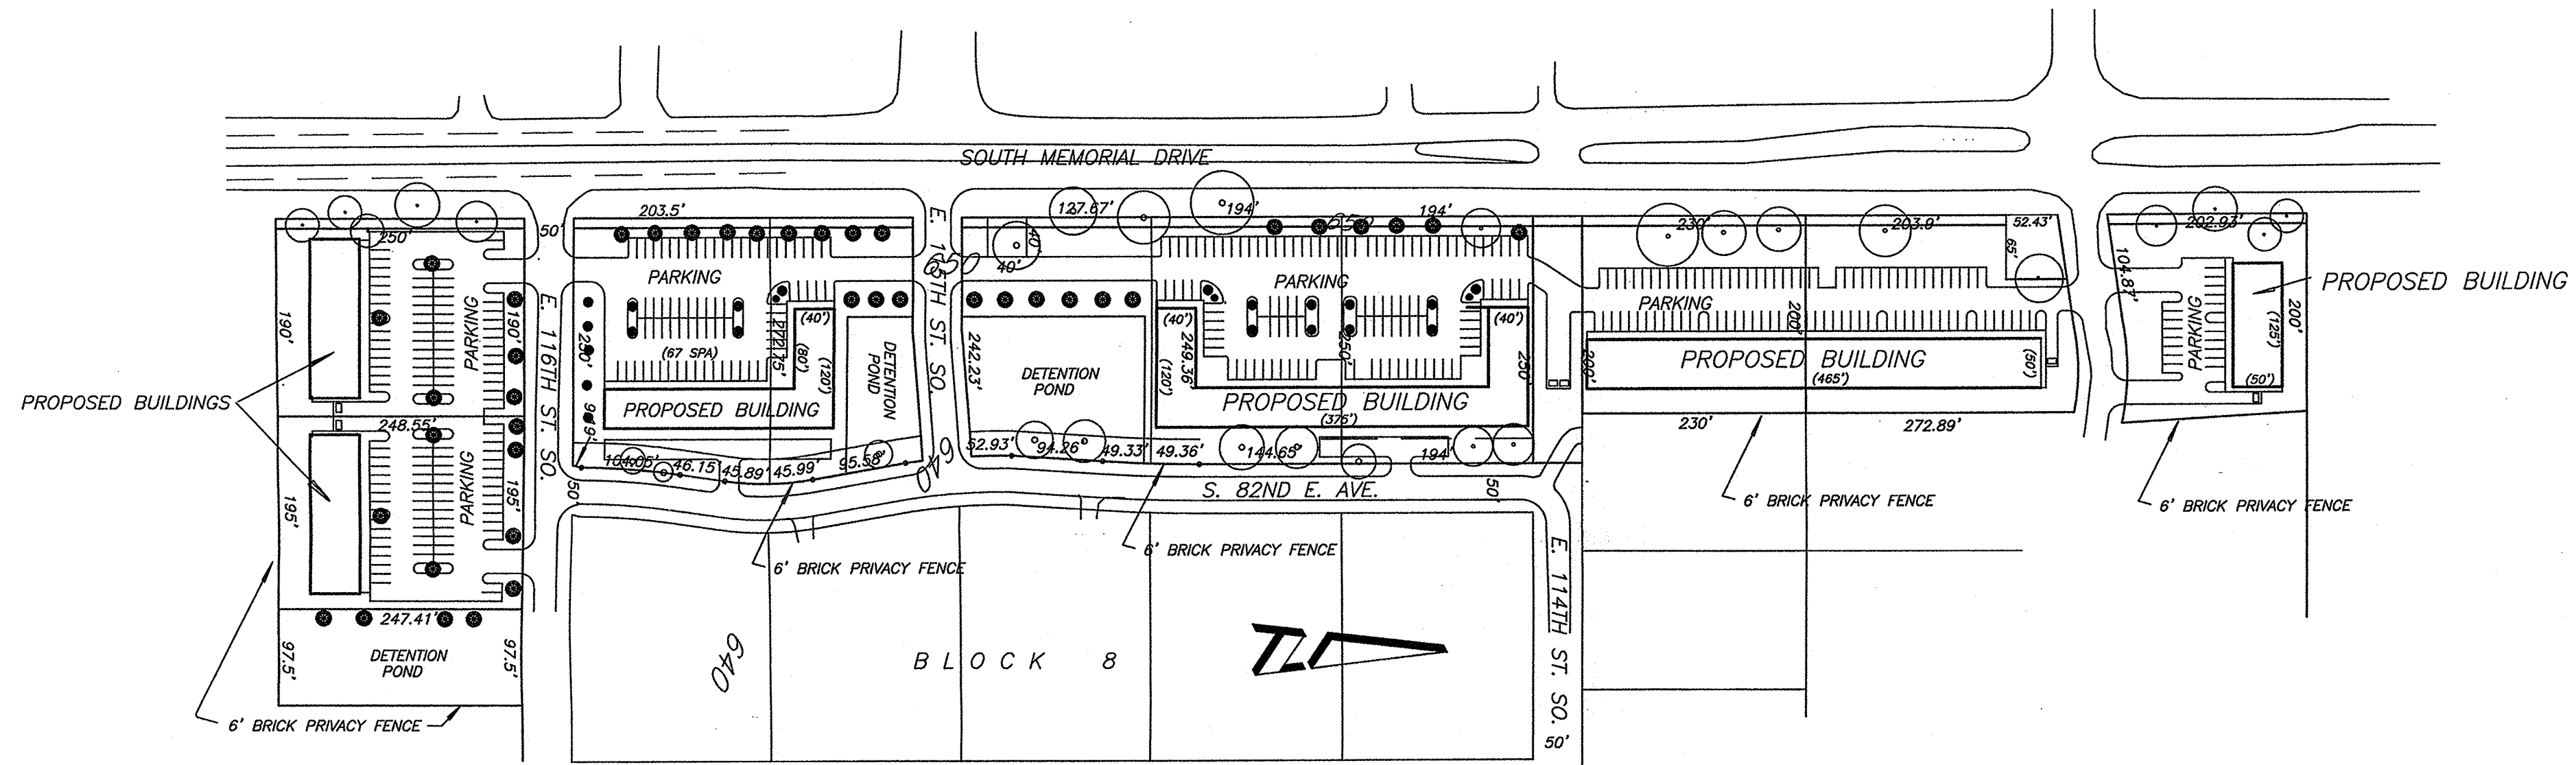 SOUTH MEMORIAL DRIVE
203.5'
127.67'
194'
650
194'
230'
203.9'
52.43'
202.93'
250'
50'
E. 115TH ST. SO.
650
40'
40'
65'
104.87'
PARKING
PARKING
PARKING
PARKING
PARKING
PROPOSED BUILDING
190'
190'
E. 116TH ST. SO.
250'
(67 SPA)
272.75'
(40')
(80')
(120')
DETENTION
POND
242.23'
DETENTION
POND
(40')
(120')
249.36'
250'
(40')
250'
200'
200'
PROPOSED BUILDING
(465')
(50')
(125')
200'
(50')
PROPOSED BUILDINGS
PROPOSED BUILDING
PROPOSED BUILDING
(376')
248.55'
230'
272.89'
104.05'
46.15'
45.89'
45.99'
95.58'
640
52.93'
94.26'
49.33'
49.36'
144.65'
194'
195'
PARKING
195'
50'
S. 82ND E. AVE.
50'
6' BRICK PRIVACY FENCE
6' BRICK PRIVACY FENCE
6' BRICK PRIVACY FENCE
6' BRICK PRIVACY FENCE
E. 114TH ST. SO.
50'
247.41'
97.5'
97.5'
DETENTION
POND
640
BLOCK 8
6' BRICK PRIVACY FENCE